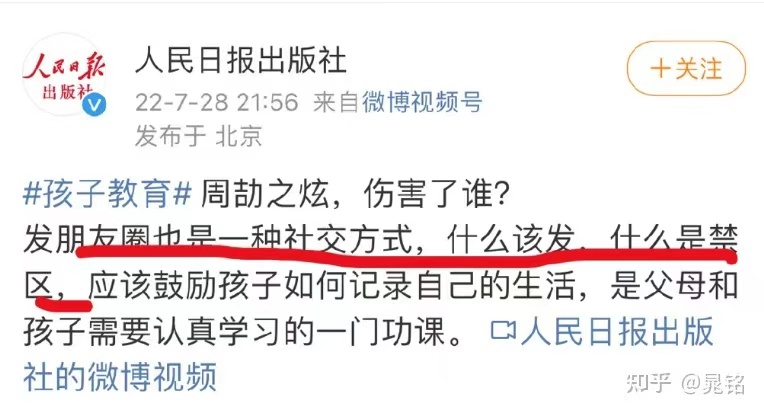 人民日报
出版社
人民日报出版社
+关注
22-7-28 21:56 来自微博视频号
发布于 北京
#孩子教育# 周劼之炫，伤害了谁？
发朋友圈也是一种社交方式，什么该发，什么是禁
区，应该鼓励孩子如何记录自己的生活，是父母和
孩子需要认真学习的一门功课。人民日报出版
社的微博视频
知乎 @晁铭